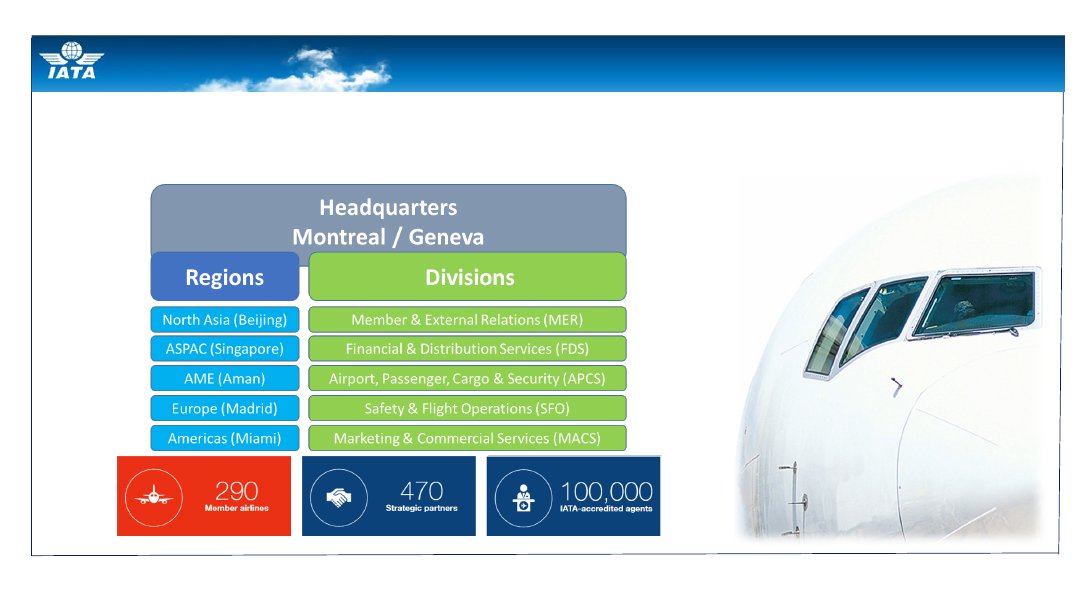 IATA
Headquarters
Montreal / Geneva
Regions
Divisions
North Asia (Beijing)
Member & External Relations (MER)
ASPAC (Singapore)
Financial & Distribution Services (FDS)
AME (Aman)
Airport, Passenger, Cargo & Security (APCS)
Europe (Madrid)
Safety & Flight Operations (SFO)
Americas (Miami)
Marketing & Commercial Services (MACS)
290
Member airlines
470
Strategic partners
100,000
IATA-accredited agents